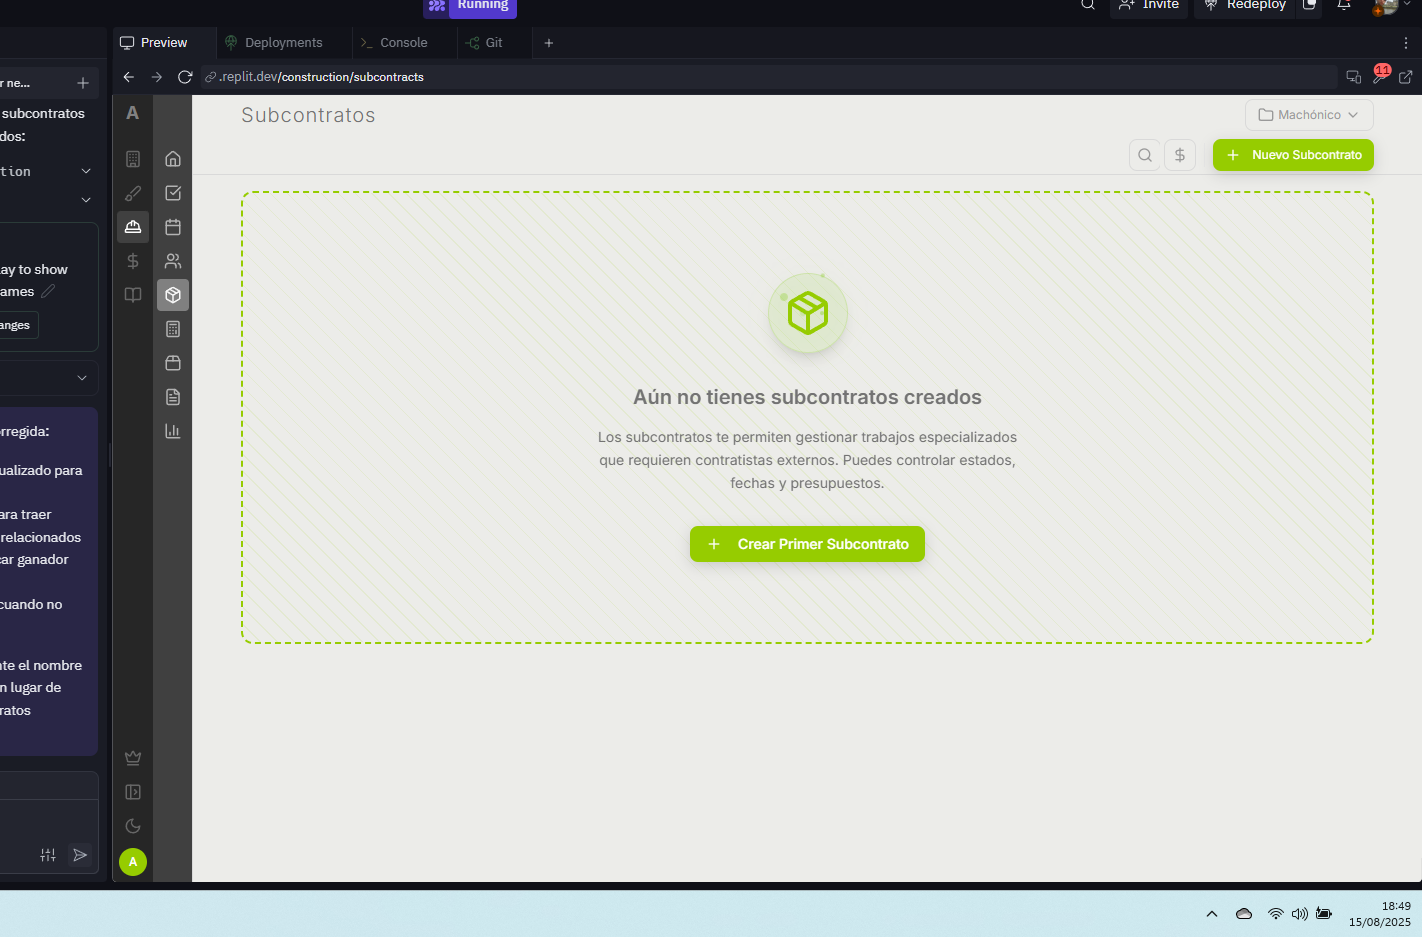 Running
Invite
Redeploy
Preview
Deployments
Console
Git
r ne...
.replit.dev/construction/subcontracts
11
subcontratos
dos:
tion
ay to show
ames
anges
orregida:
ualizado para
ara traer
relacionados
car ganador
cuando no
nte el nombre
n lugar de
ratos
A
Subcontratos
Machónico
$
Nuevo Subcontrato
Aún no tienes subcontratos creados
Los subcontratos te permiten gestionar trabajos especializados
que requieren contratistas externos. Puedes controlar estados,
fechas y presupuestos.
Crear Primer Subcontrato
A
18:49
15/08/2025